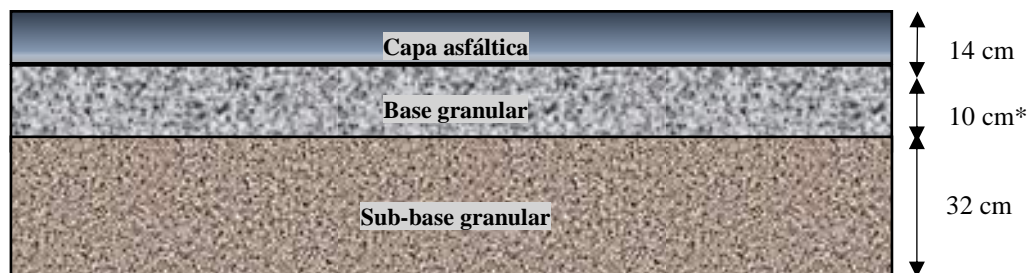 Capa asfáltica
14 cm
Base granular
10 cm*
Sub-base granular
32 cm